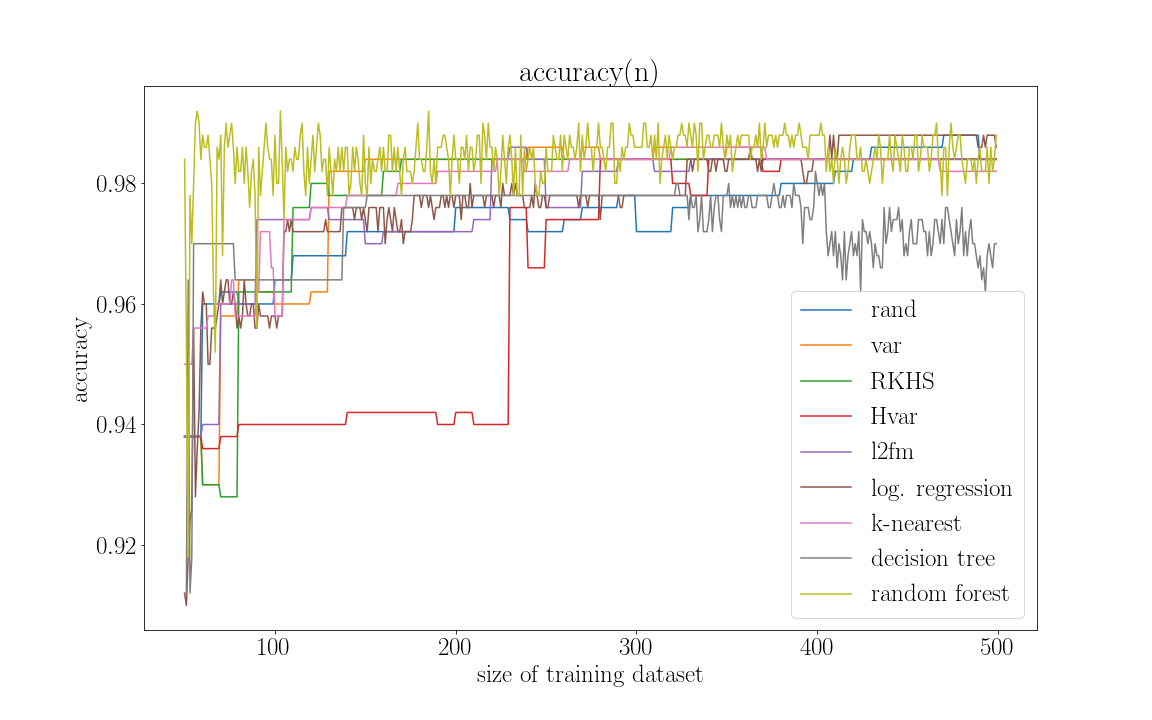 accuracy(n)
accuracy
0.98
0.96
0.94
0.92
100 200 300 400 500
size of training dataset
rand
var
RKHS
Hvar
l2fm
log. regression
k-nearest
decision tree
random forest